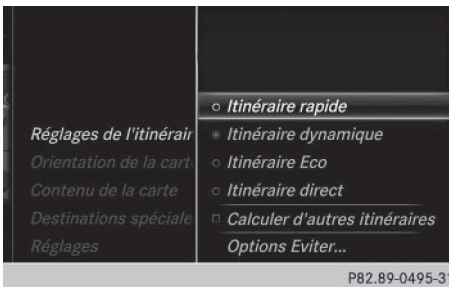 Itinéraire rapide
Réglages de l'itinérair
Itinéraire dynamique
Orientation de la carte
Itinéraire Eco
Contenu de la carte
Itinéraire direct
Destinations spéciale
Calculer d'autres itinéraires
Réglages
Options Eviter...
P82.89-0495-31